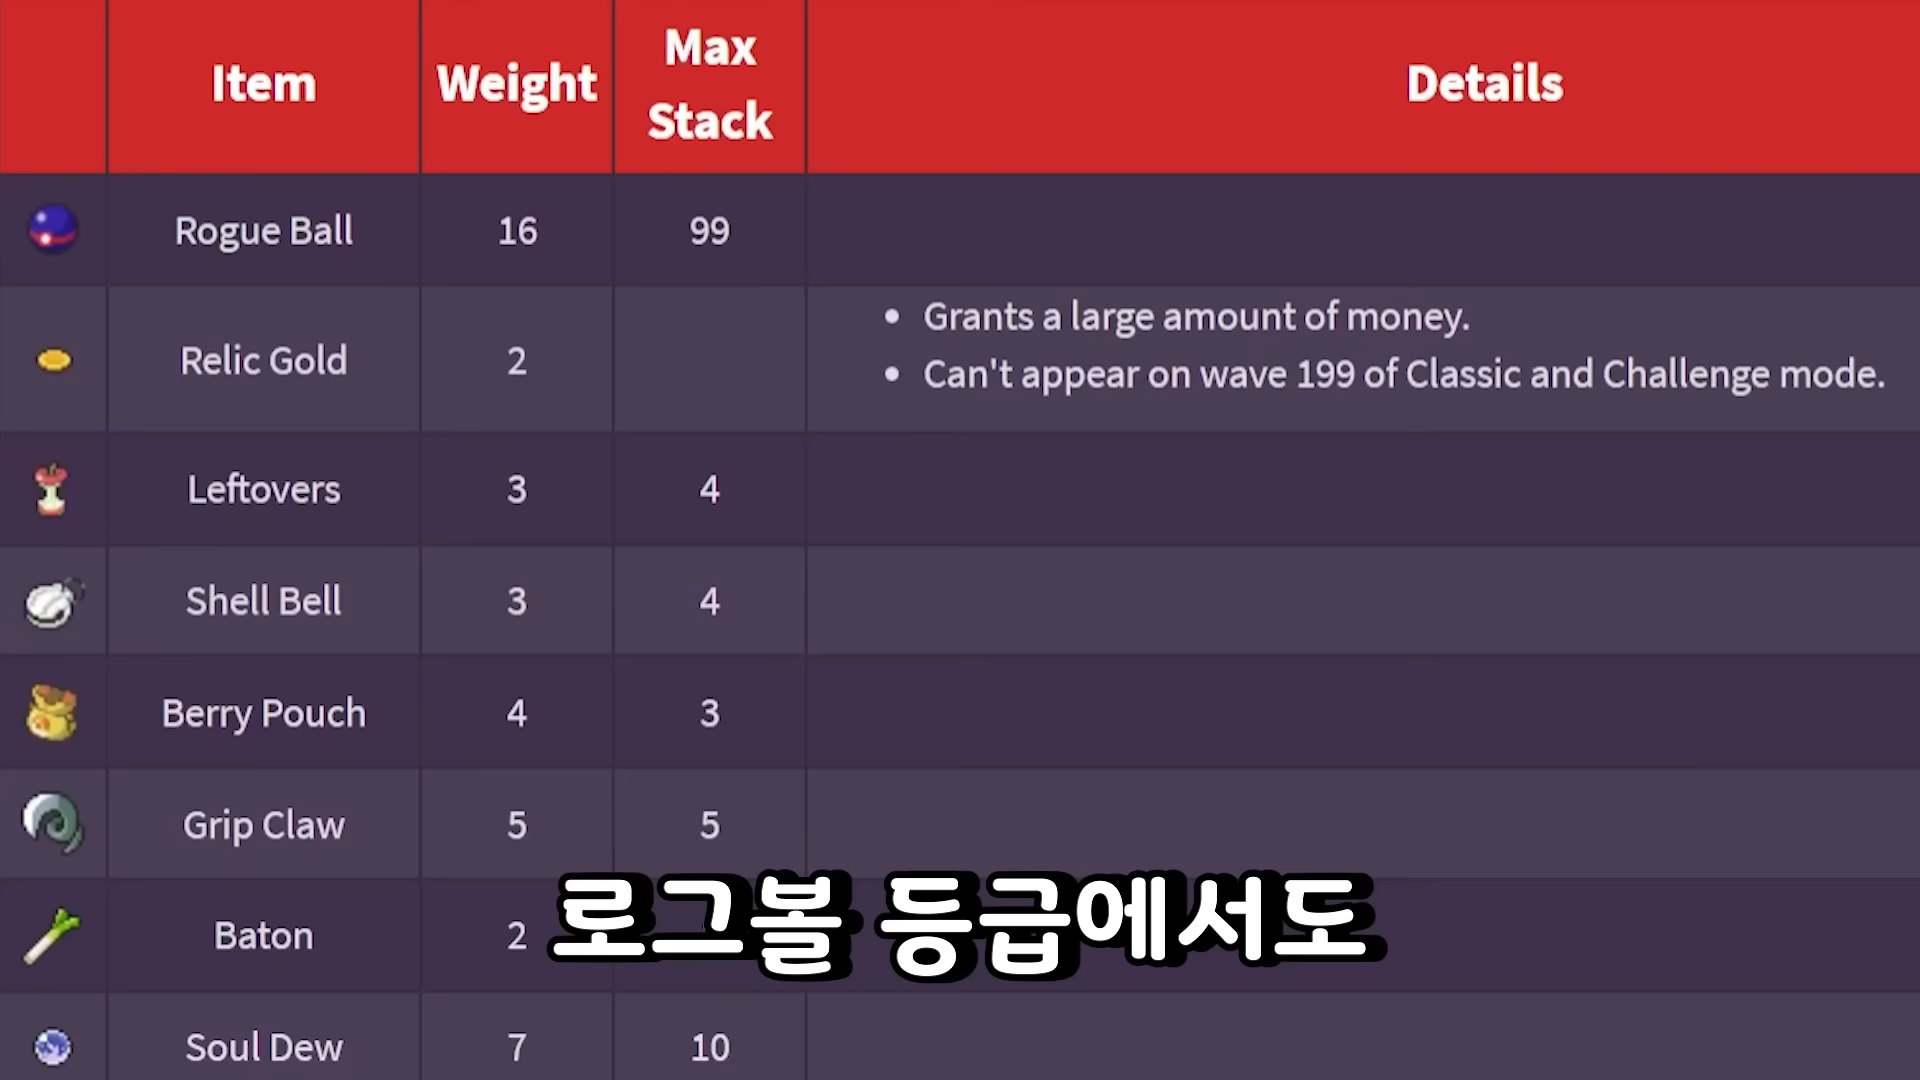 Item Weight Max Stack Details
Rogue Ball 16 99
Relic Gold 2
• Grants a large amount of money.
• Can't appear on wave 199 of Classic and Challenge mode.
Leftovers 3 4
Shell Bell 3 4
Berry Pouch 4 3
Grip Claw 5 5
Baton 2
로그볼 등급에서도
Soul Dew 7 10